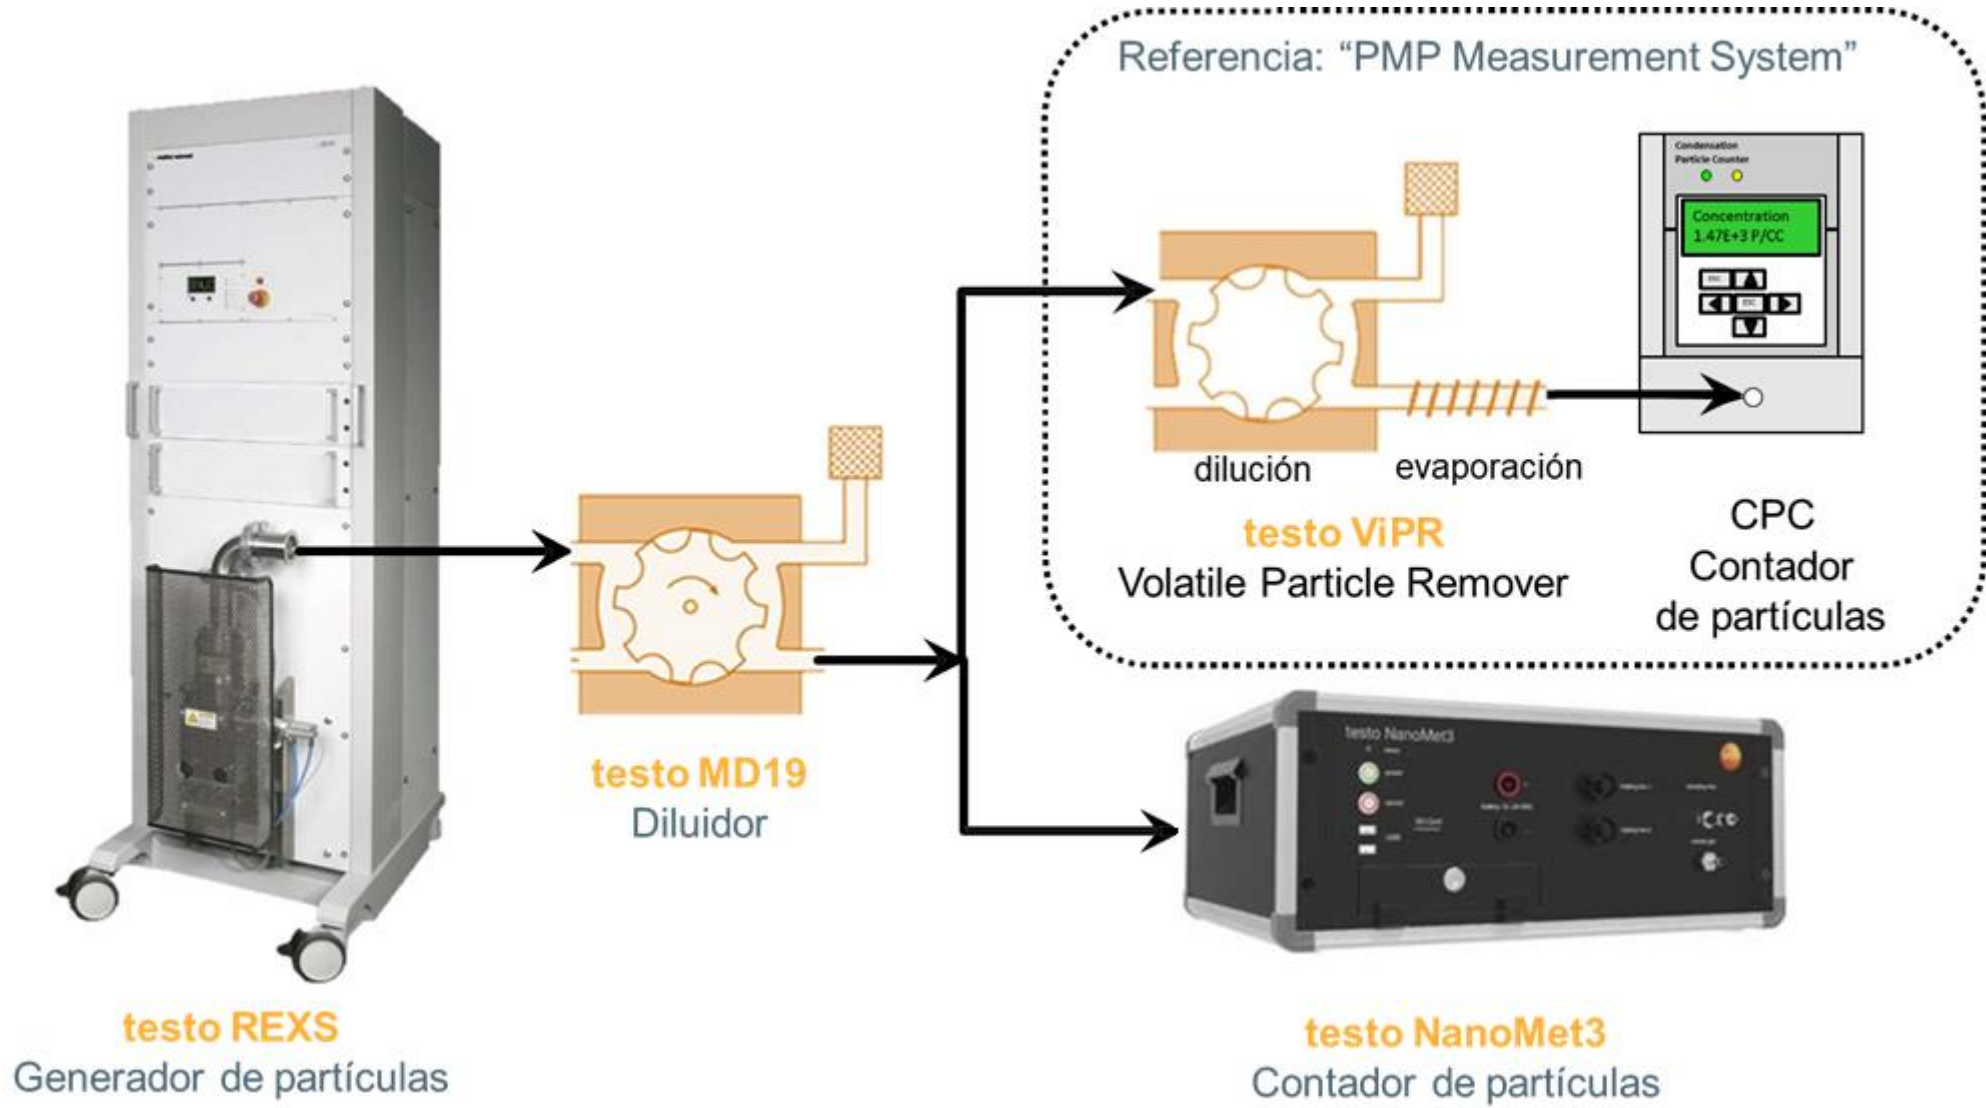 Referencia: “PMP Measurement System”
Condensation
Particle Counter
Concentration
1.47E+3 P/CC
ESC
ESC
dilución
evaporación
testo ViPR
Volatile Particle Remover
CPC
Contador
de partículas
testo MD19
Diluidor
testo NanoMet3
testo REXS
Generador de partículas
testo NanoMet3
Contador de partículas